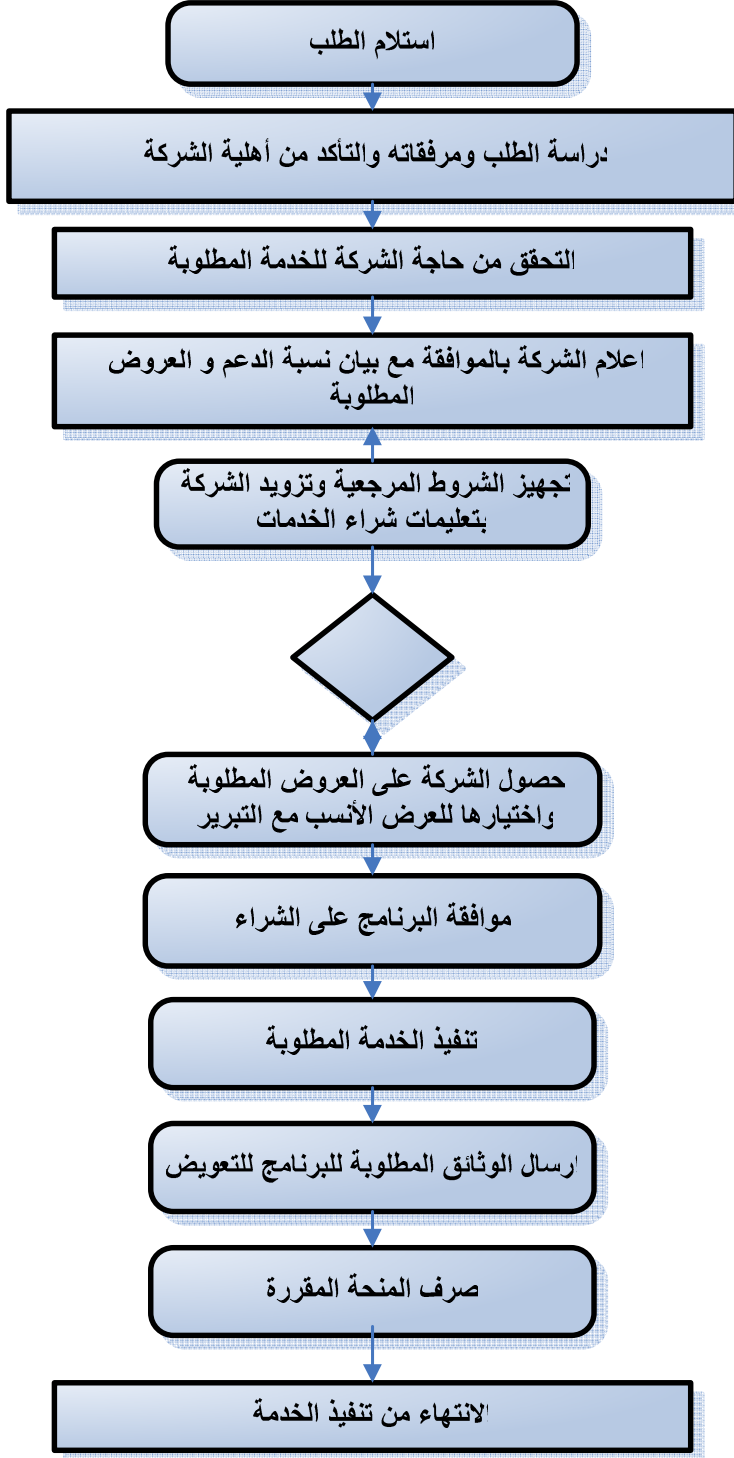 استلام الطلب
دراسة الطلب ومرفقاته والتأكد من أهلية الشركة
التحقق من حاجة الشركة للخدمة المطلوبة
اعلام الشركة بالموافقة مع بيان نسبة الدعم و العروض
المطلوبة
تجهيز الشروط المرجعية وتزويد الشركة
بتعليمات شراء الخدمات
حصول الشركة على العروض المطلوبة
واختيارها للعرض الأنسب مع التبرير
موافقة البرنامج على الشراء
تنفيذ الخدمة المطلوبة
ارسال الوثائق المطلوبة للبرنامج للتعويض
صرف المنحة المقررة
الانتهاء من تنفيذ الخدمة